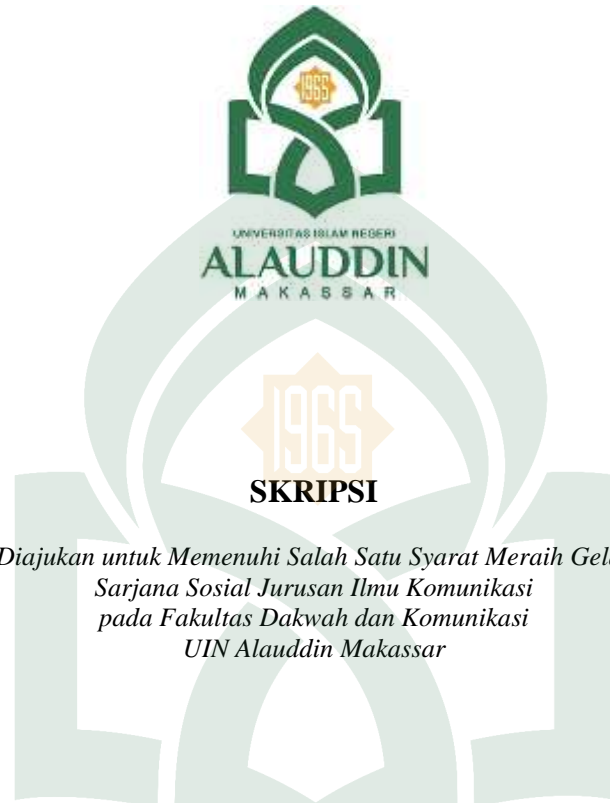 1965
UNIVERSITAS ISLAM NEGERI
ALAUDDIN
MAKASSAR
1965
SKRIPSI
Diajukan untuk Memenuhi Salah Satu Syarat Meraih
Sarjana Sosial Jurusan Ilmu Komunikasi
pada Fakultas Dakwah dan Komunikasi
UIN Alauddin Makassar